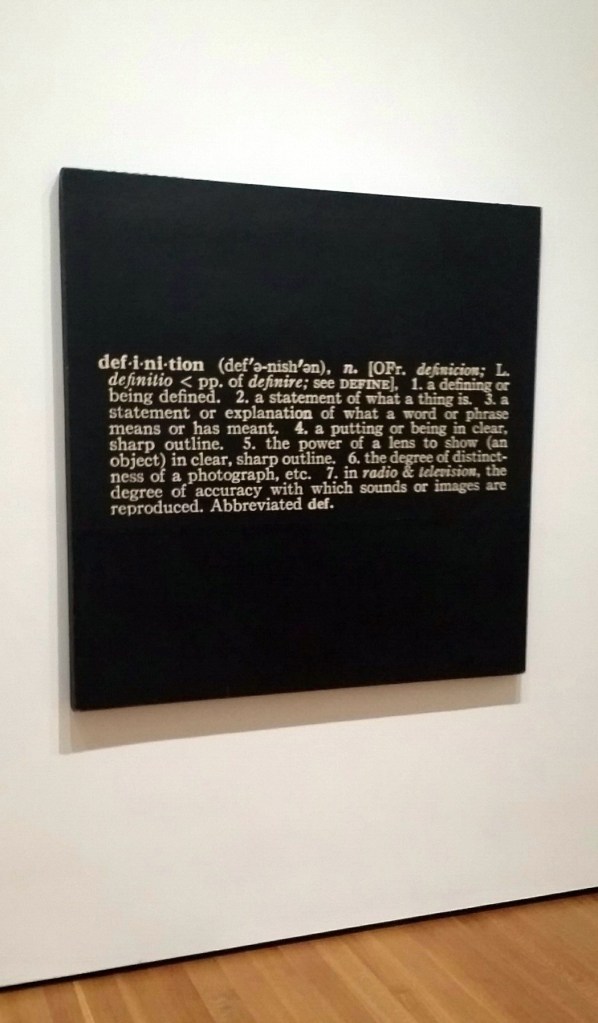 def·i·ni·tion (def′ə-nish′ən), n. [OFr. definicion; L.
definitio < pp. of definire; see DEFINE], 1. a defining or
being defined. 2. a statement of what a thing is. 3. a
statement or explanation of what a word or phrase
means or has meant. 4. a putting or being in clear,
sharp outline. 5. the power of a lens to show (an
object) in clear, sharp outline. 6. the degree of distinct-
ness of a photograph, etc. 7. in radio & television, the
degree of accuracy with which sounds or images are
reproduced. Abbreviated def.